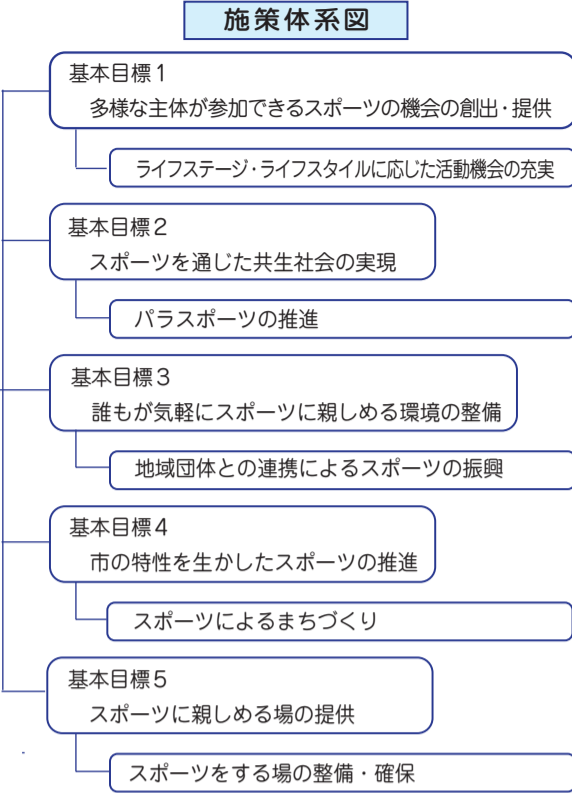 施策体系図
基本目標1
多様な主体が参加できるスポーツの機会の創出・提供
ライフステージ・ライフスタイルに応じた活動機会の充実
基本目標2
スポーツを通じた共生社会の実現
パラスポーツの推進
基本目標3
誰もが気軽にスポーツに親しめる環境の整備
地域団体との連携によるスポーツの振興
基本目標4
市の特性を生かしたスポーツの推進
スポーツによるまちづくり
基本目標5
スポーツに親しめる場の提供
スポーツをする場の整備・確保